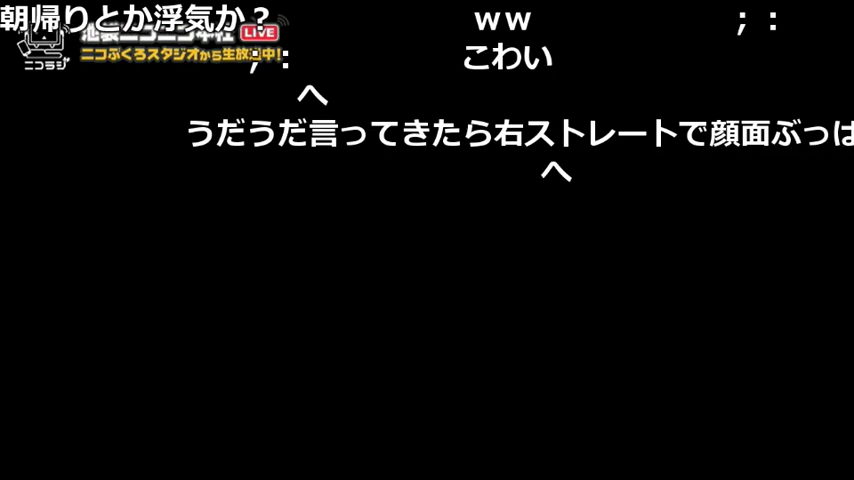 朝帰りとか浮気か？
ｗｗ
；：
LIVE
ニコラジ
ニコぶくろスタジオから生放送中!
；：
こわい
へ
うだうだ言ってきたら右ストレートで顔面ぶっぱ
へ